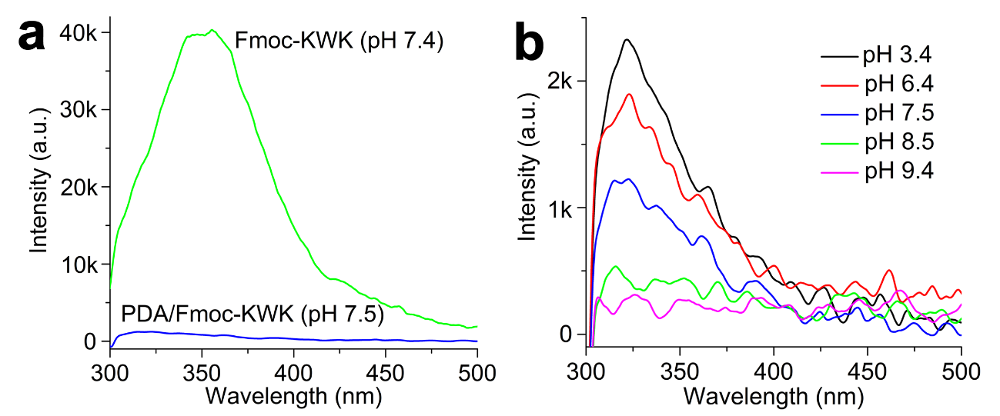 a
Intensity (a.u.)
40k
30k
20k
10k
0
Fmoc-KWK (pH 7.4)
PDA/Fmoc-KWK (pH 7.5)
300 350 400 450 500
Wavelength (nm)
b
Intensity (a.u.)
2k
1k
0
pH 3.4
pH 6.4
pH 7.5
pH 8.5
pH 9.4
300 350 400 450 500
Wavelength (nm)